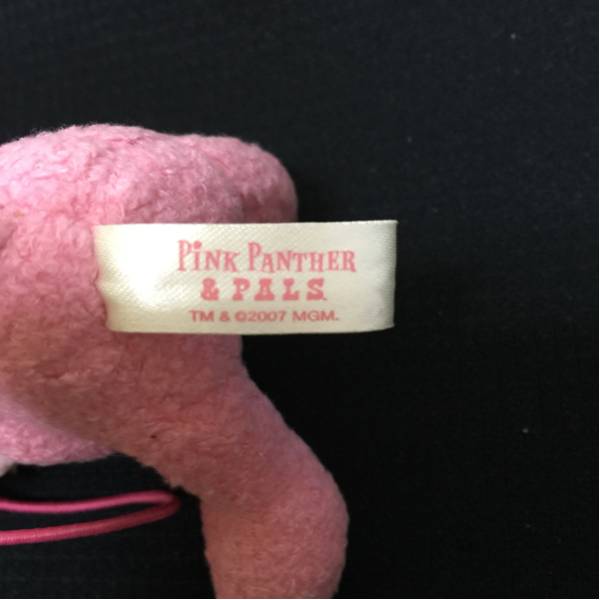 PINK PANTHER
& PALS
TM & ©2007 MGM.